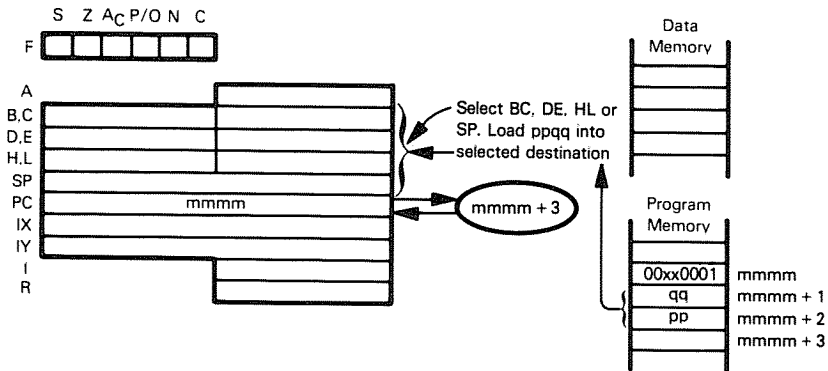 S Z AC P/O N C
F
A
B,C
D,E
H,L
SP
PC mmmm
IX
IY
I
R
Select BC, DE, HL or
SP. Load ppqq into
selected destination
mmmm + 3
Data
Memory
Program
Memory
00xx0001 mmmm
qq mmmm + 1
pp mmmm + 2
mmmm + 3